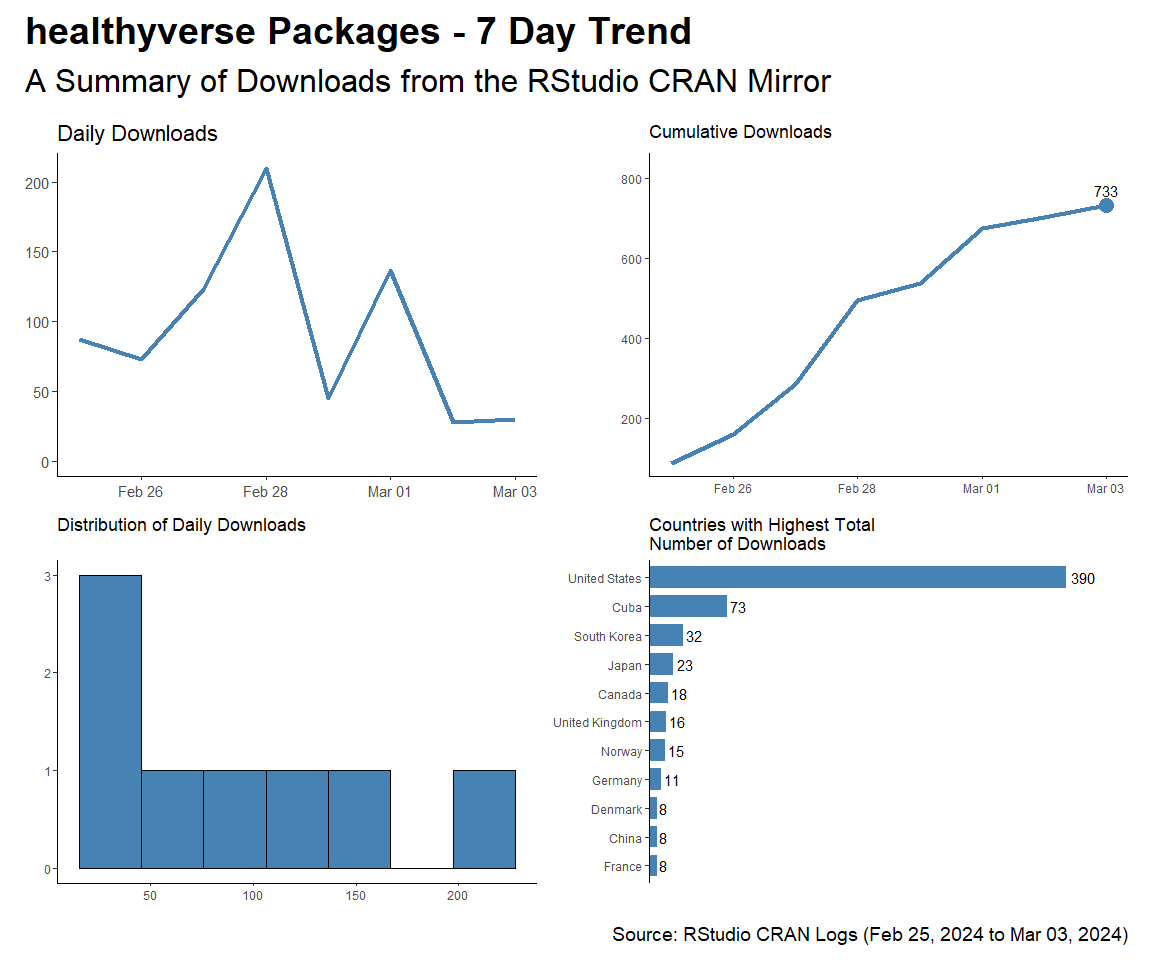 healthyverse Packages - 7 Day Trend
A Summary of Downloads from the RStudio CRAN Mirror
Daily Downloads
200
150
100
50
0
Feb 26 Feb 28 Mar 01 Mar 03
Cumulative Downloads
800
600
400
200
733
Feb 26 Feb 28 Mar 01 Mar 03
Distribution of Daily Downloads
3
2
1
0
50 100 150 200
Countries with Highest Total
Number of Downloads
United States 390
Cuba 73
South Korea 32
Japan 23
Canada 18
United Kingdom 16
Norway 15
Germany 11
Denmark 8
China 8
France 8
Source: RStudio CRAN Logs (Feb 25, 2024 to Mar 03, 2024)